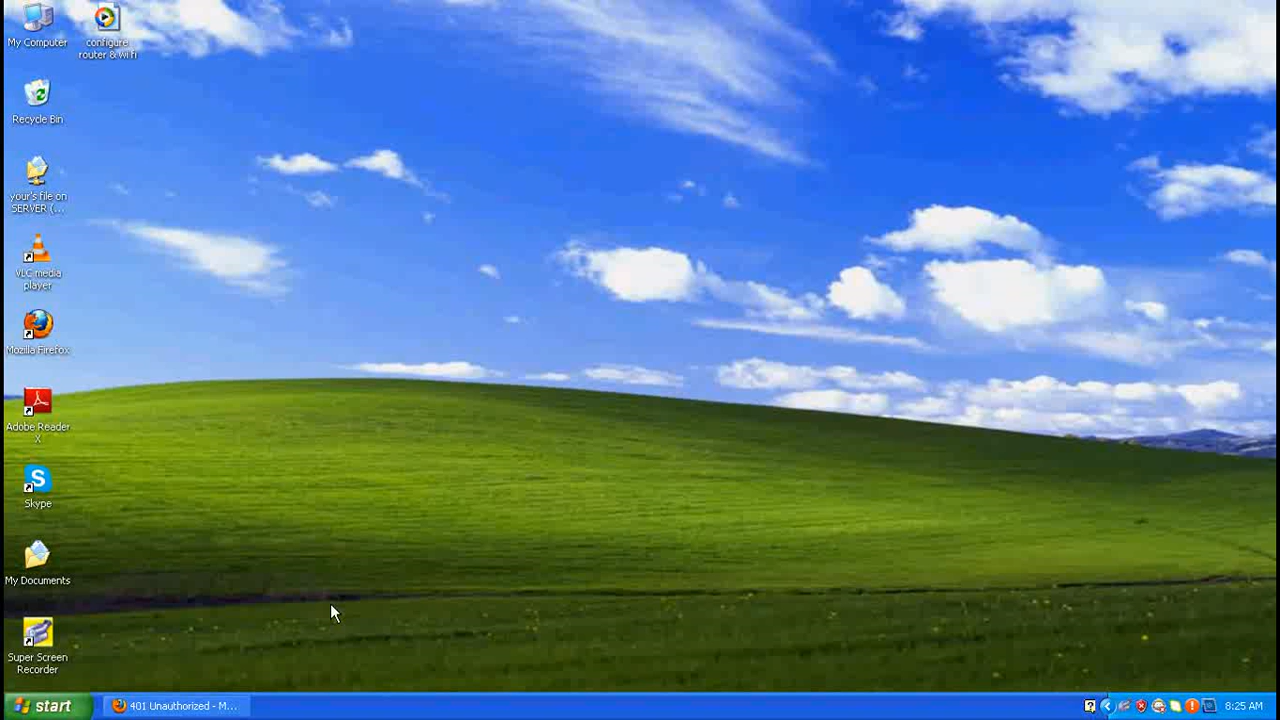 My Computer
configure
router & wifi
Recycle Bin
your's file on
SERVER (...
VLC media
player
Mozilla Firefox
Adobe Reader
X
Skype
My Documents
Super Screen
Recorder
start
401 Unauthorized - M...
8:25 AM